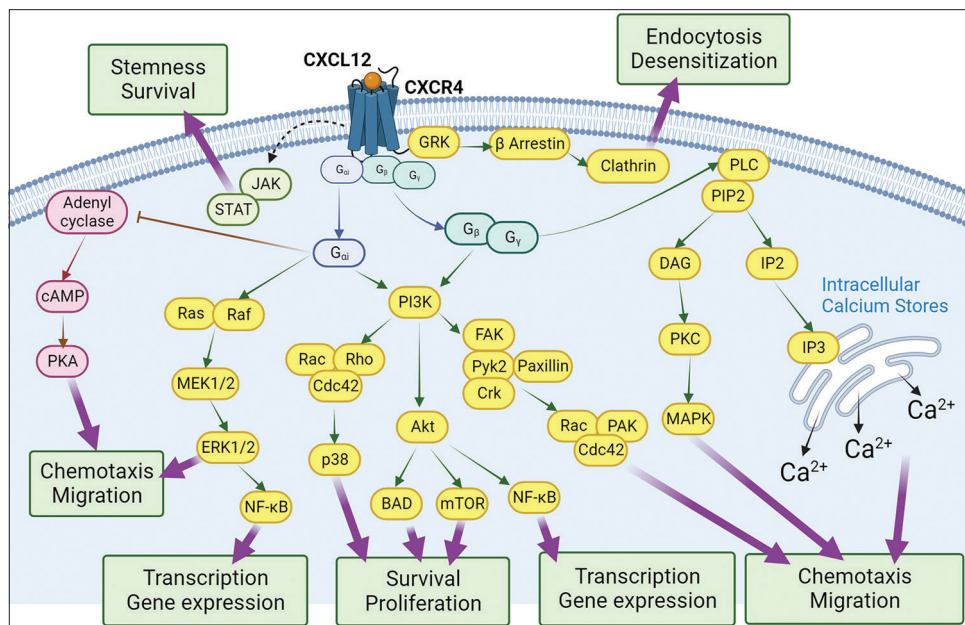 CXCL12
CXCR4
Stemness
Survival
Endocytosis
Desensitization
GRK
β Arrestin
Clathrin
PLC
PIP2
JAK
STAT
Gαi
Gβ
Gγ
Adenyl
cyclase
cAMP
PKA
Gαi
Gβ
Gγ
DAG
IP2
Intracellular
Calcium Stores
Ras
Raf
PI3K
FAK
Pyk2
Paxillin
Crk
PKC
IP3
Rac
Rho
Cdc42
MEK1/2
ERK1/2
NF-κB
p38
Akt
BAD
mTOR
NF-κB
Rac
PAK
Cdc42
MAPK
Ca2+
Ca2+
Ca2+
Chemotaxis
Migration
Transcription
Gene expression
Survival
Proliferation
Transcription
Gene expression
Chemotaxis
Migration